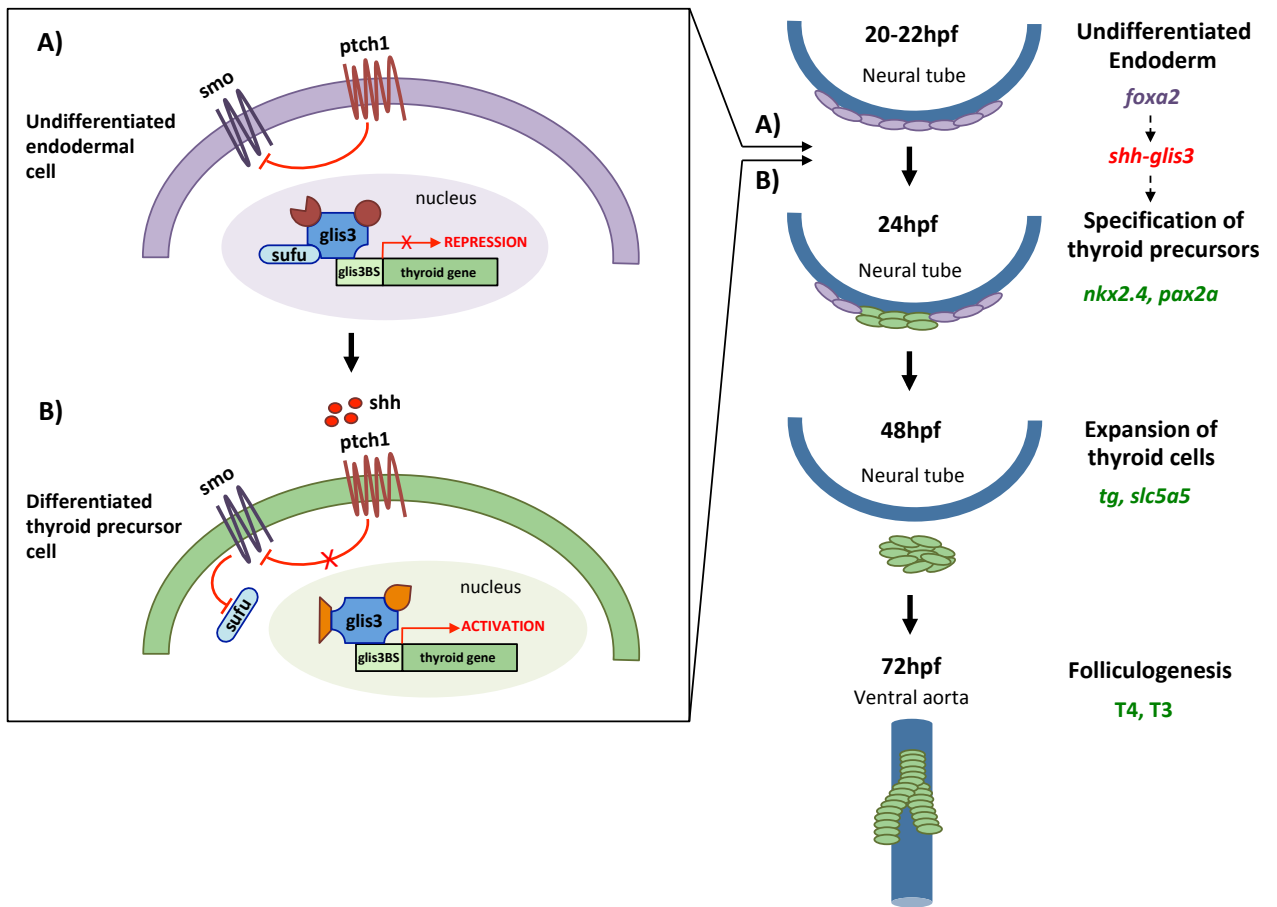 A)
ptch1
smo
Undifferentiated
endodermal
cell
nucleus
glis3
sufu
REPRESSION
glis3BS
thyroid gene
B)
shh
ptch1
smo
Differentiated
thyroid precursor
cell
sufu
nucleus
glis3
ACTIVATION
glis3BS
thyroid gene
A)
B)
20-22hpf
Neural tube
24hpf
Neural tube
48hpf
Neural tube
72hpf
Ventral aorta
Undifferentiated
Endoderm
foxa2
shh-glis3
Specification of
thyroid precursors
nkx2.4, pax2a
Expansion of
thyroid cells
tg, slc5a5
Folliculogenesis
T4, T3